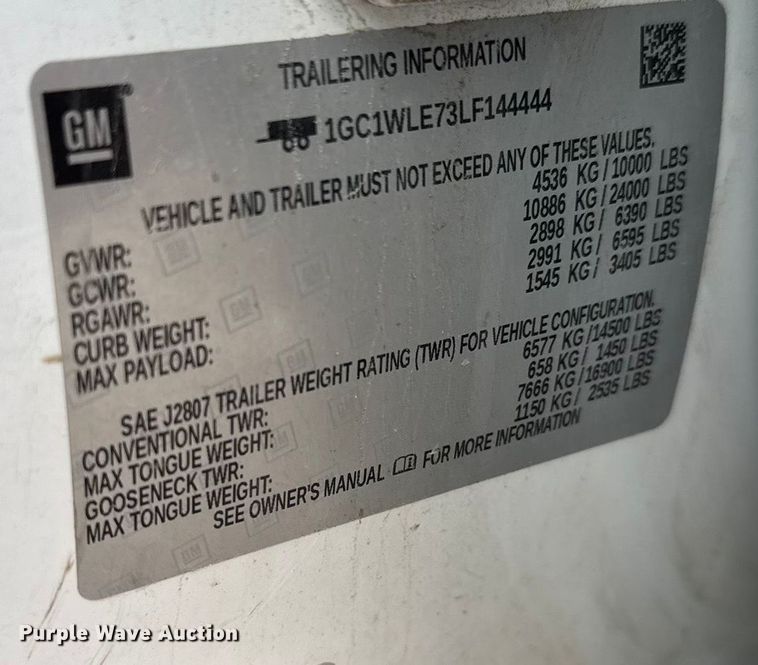 GM®
TRAILERING INFORMATION
1GC1WLE73LF144444
VEHICLE AND TRAILER MUST NOT EXCEED ANY OF THESE VALUES.
GVWR: 4536 KG/10000 LBS
GCWR: 10886 KG/24000 LBS
RGAWR: 2898 KG/ 6390 LBS
CURB WEIGHT: 2991 KG/ 6595 LBS
MAX PAYLOAD: 1545 KG/ 3405 LBS
SAE J2807 TRAILER WEIGHT RATING (TWR) FOR VEHICLE CONFIGURATION.
CONVENTIONAL TWR: 6577 KG/14500 LBS
MAX TONGUE WEIGHT: 658 KG/ 1450 LBS
GOOSENECK TWR: 7666 KG/16900 LBS
MAX TONGUE WEIGHT: 1150 KG/ 2535 LBS
SEE OWNER'S MANUAL FOR MORE INFORMATION
Purple Wave Auction